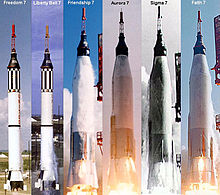 Freedom 7
Liberty Bell 7
Friendship 7
Aurora 7
Sigma 7
Faith 7